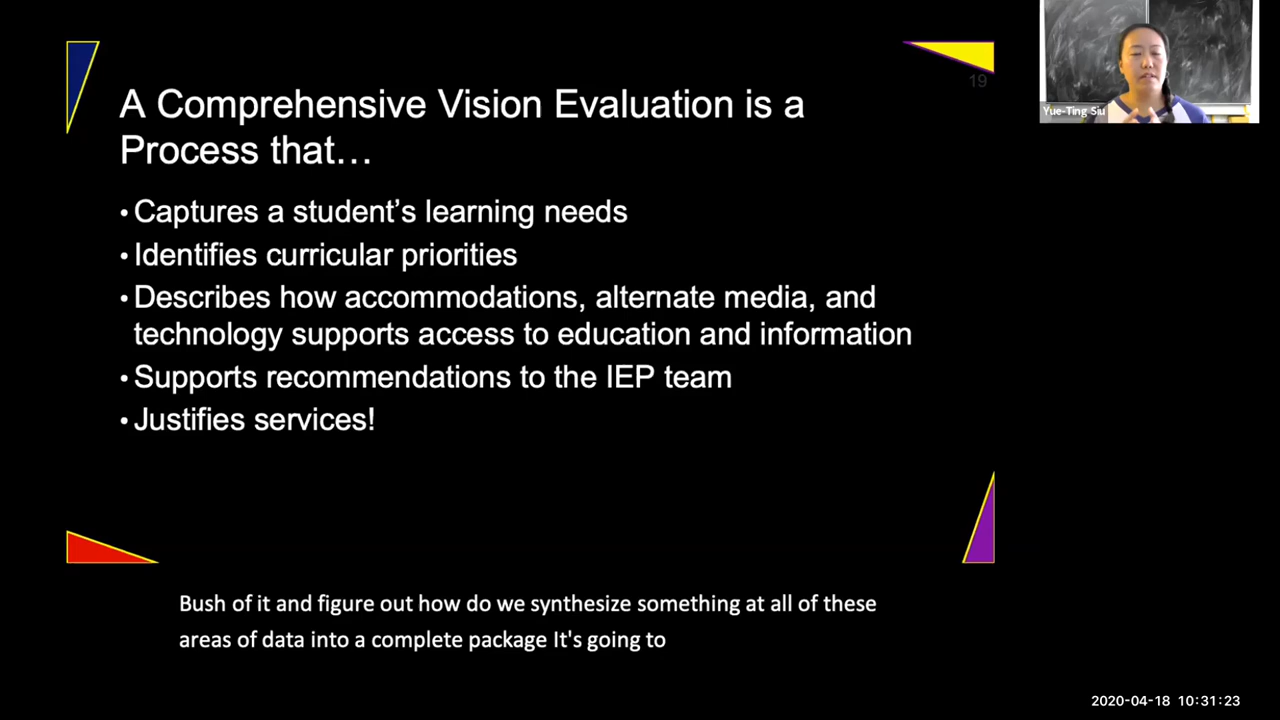 19
A Comprehensive Vision Evaluation is a
Process that…
• Captures a student's learning needs
• Identifies curricular priorities
• Describes how accommodations, alternate media, and
technology supports access to education and information
• Supports recommendations to the IEP team
• Justifies services!
Yue-Ting Siu
Bush of it and figure out how do we synthesize something at all of these
areas of data into a complete package It's going to
2020-04-18 10:31:23